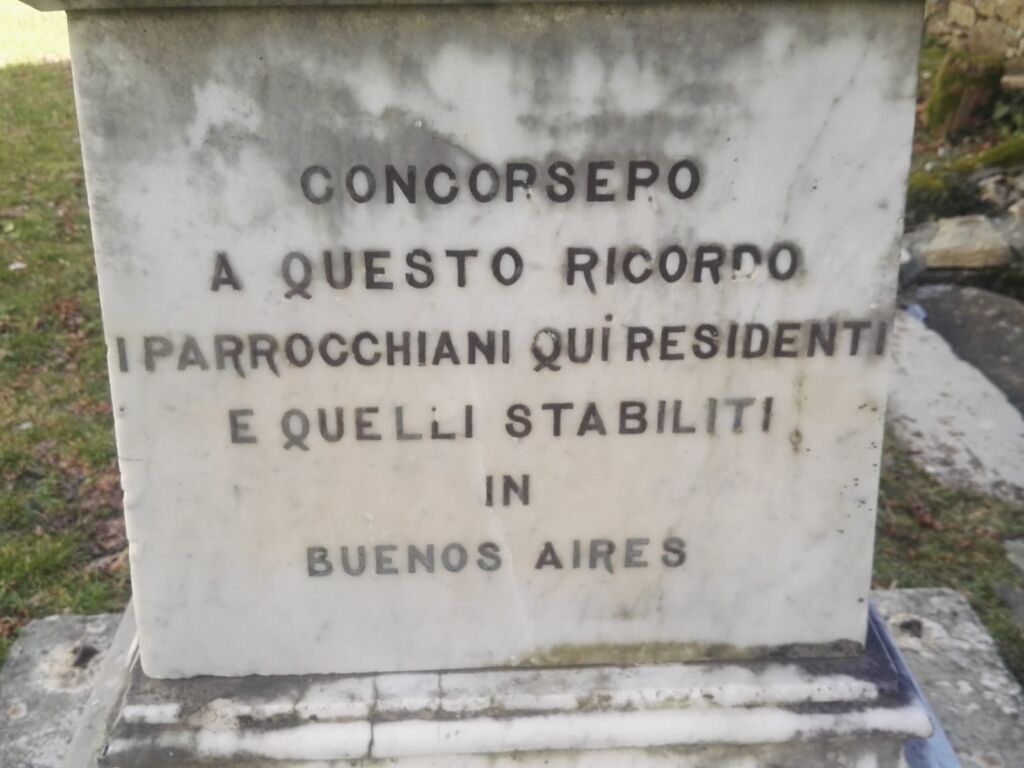 CONCORSERO
A QUESTO RICORDO
I PARROCCHIANI QUI RESIDENTI
E QUELLI STABILITI
IN
BUENOS AIRES